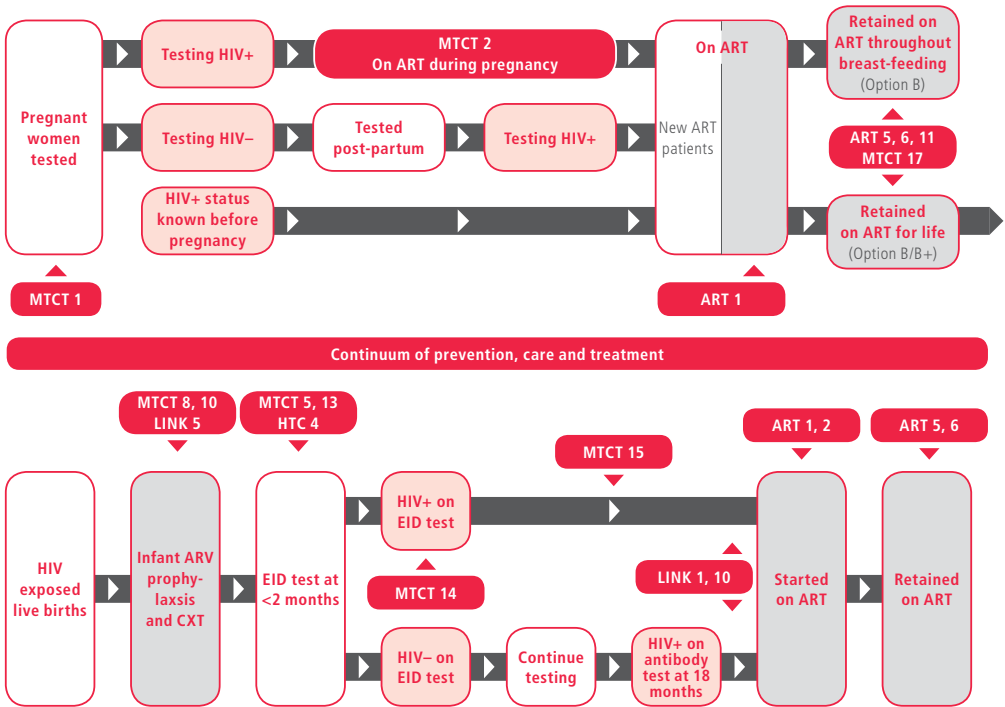 Pregnant
women
tested
Testing HIV+
MTCT 2
On ART during pregnancy
On ART
New ART
patients
Retained on
ART throughout
breast-feeding
(Option B)
Testing HIV–
Tested
post-partum
Testing HIV+
ART 5, 6, 11
MTCT 17
HIV+ status
known before
pregnancy
Retained
on ART for life
(Option B/B+)
MTCT 1
ART 1
Continuum of prevention, care and treatment
MTCT 8, 10
LINK 5
MTCT 5, 13
HTC 4
MTCT 15
ART 1, 2
ART 5, 6
HIV
exposed
live births
Infant ARV
prophy-
laxsis
and CXT
EID test at
<2 months
HIV+ on
EID test
MTCT 14
LINK 1, 10
Started
on ART
Retained
on ART
HIV– on
EID test
Continue
testing
HIV+ on
antibody
test at 18
months